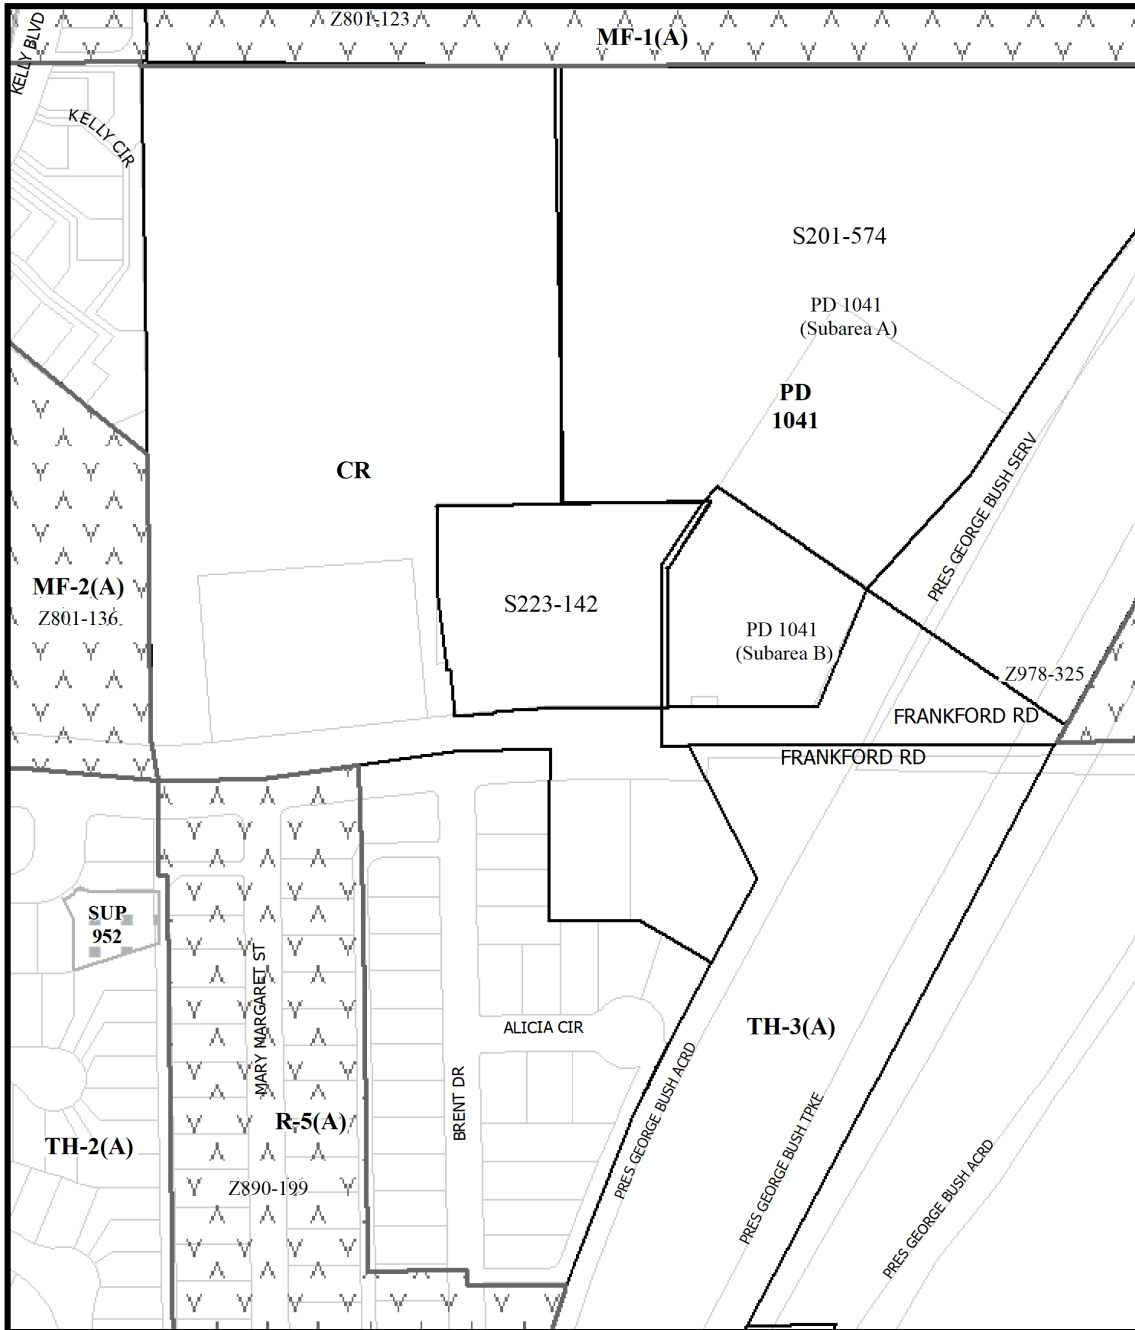 Z801-123
MF-1(A)
KELLY BLVD
KELLY CIR
S201-574
PD 1041
(Subarea A)
PD
1041
CR
PRES GEORGE BUSH SERV
MF-2(A)
Z801-136
S223-142
PD 1041
(Subarea B)
Z978-325
FRANKFORD RD
FRANKFORD RD
SUP
952
MARY MARGARET ST
ALICIA CIR
TH-3(A)
BRENT DR
PRES GEORGE BUSH ACRD
R-5(A)
TH-2(A)
PRES GEORGE BUSH TPKE
PRES GEORGE BUSH ACRD
Z890-199